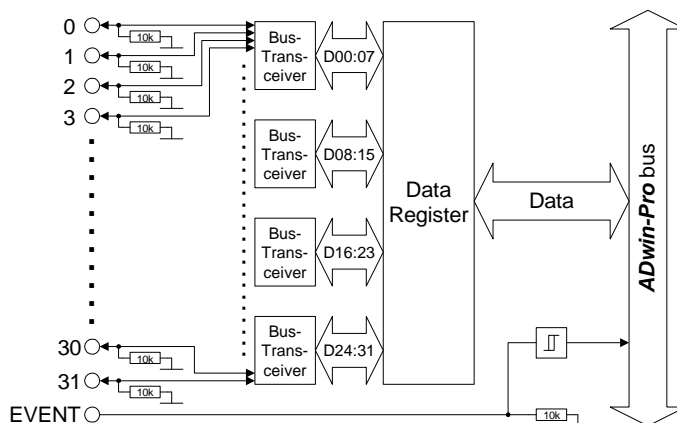 0
10k
1
10k
2
10k
3
10k
30
10k
31
10k
EVENT
Bus-
Trans-
ceiver
D00:07
Bus-
Trans-
ceiver
D08:15
Bus-
Trans-
ceiver
D16:23
Bus-
Trans-
ceiver
D24:31
Data
Register
Data
10k
ADwin-Pro bus